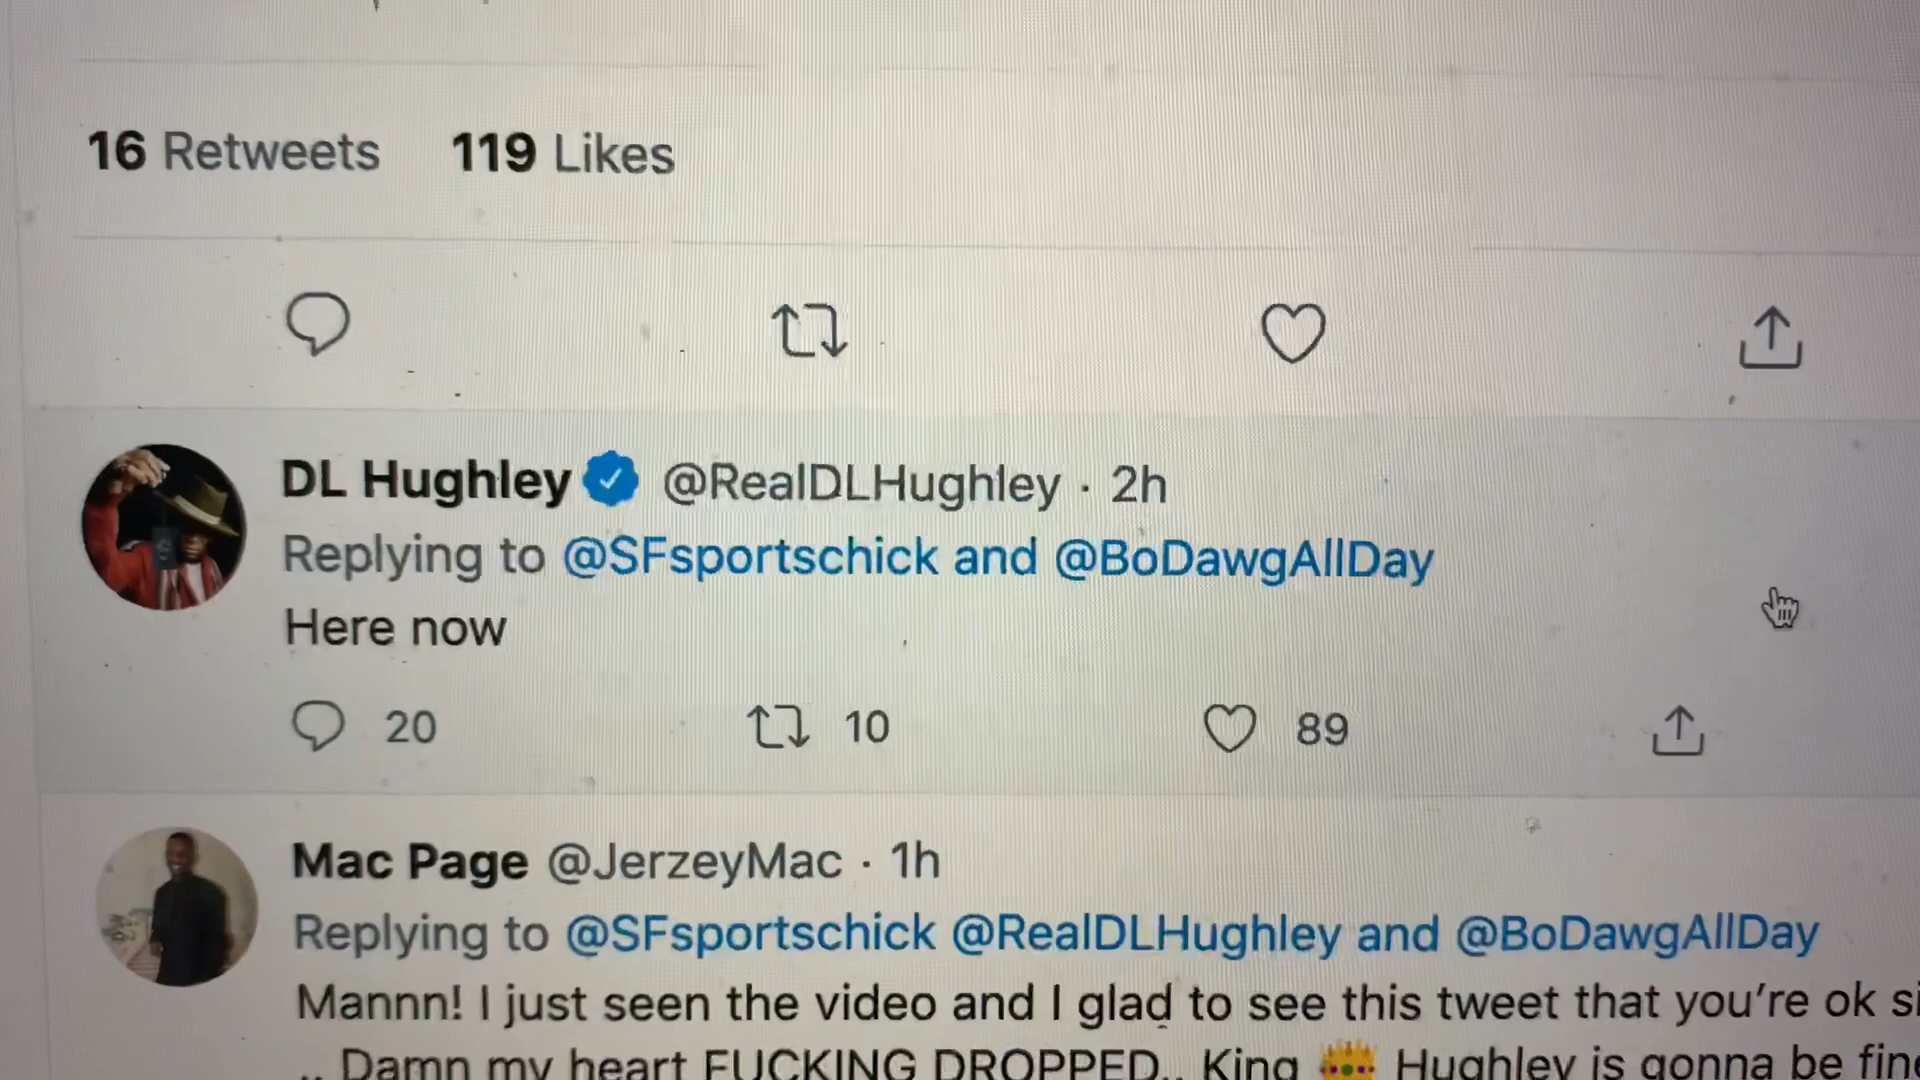 16 Retweets 119 Likes
DL Hughley @RealDLHughley · 2h
Replying to @SFsportschick and @BoDawgAllDay
Here now
20 10 89
Mac Page @JerzeyMac · 1h
Replying to @SFsportschick @RealDLHughley and @BoDawgAllDay
Mannn! I just seen the video and I glad to see this tweet that you're ok si
.. Damn my heart FUCKING DROPPED.. King 👑 Hughley is gonna be fine